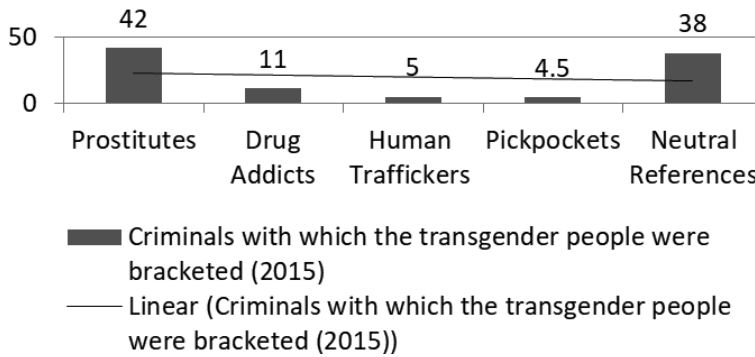 42
38
50
11
5
4.5
0
Prostitutes
Drug
Addicts
Human
Traffickers
Pickpockets
Neutral
References
Criminals with which the transgender people were
bracketed (2015)
Linear (Criminals with which the transgender people
were bracketed (2015))